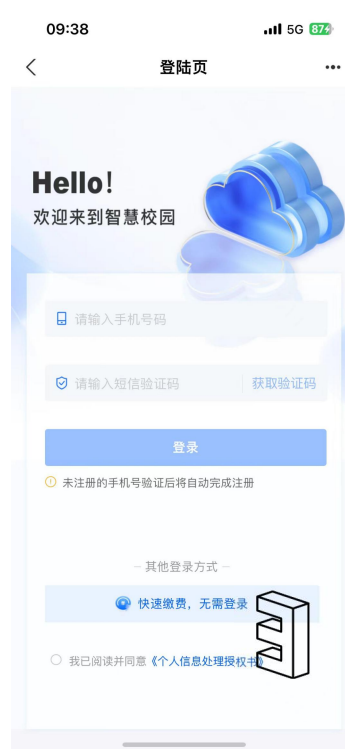 09:38
5G 87
登陆页
Hello!
欢迎来到智慧校园
请输入手机号码
请输入短信验证码 获取验证码
登录
未注册的手机号验证后将自动完成注册
其他登录方式
快速缴费，无需登录
我已阅读并同意《个人信息处理授权书》